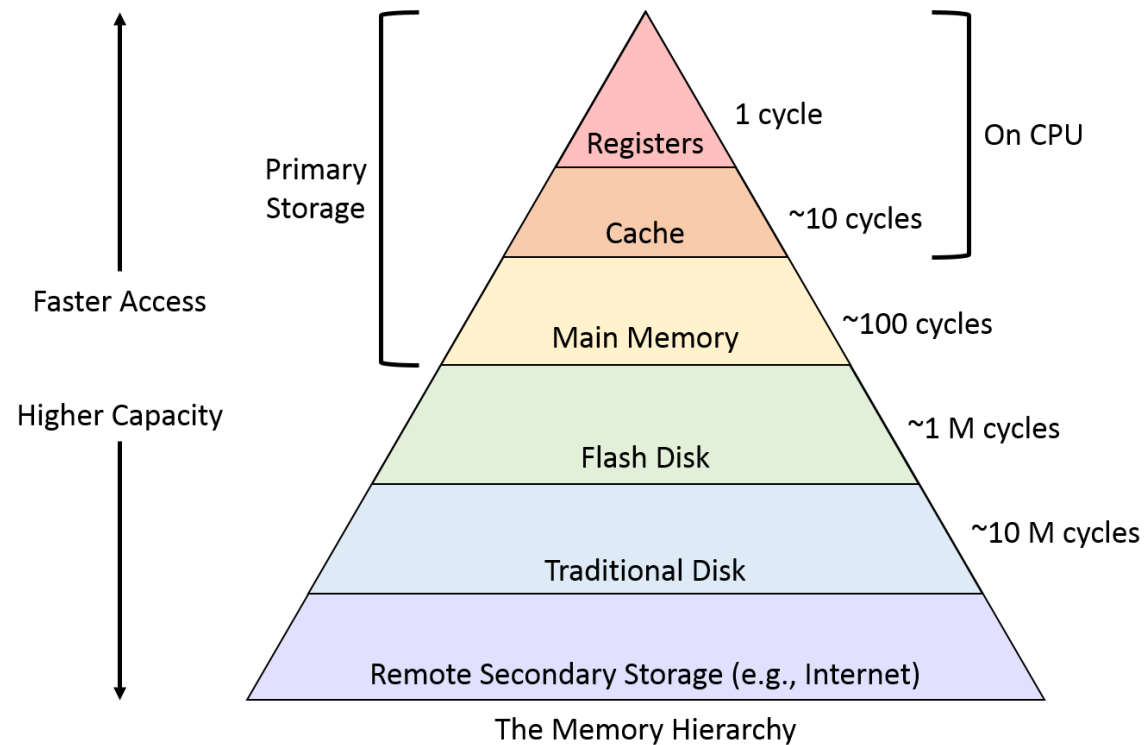 Registers
1 cycle
On CPU
Primary
Storage
Cache
~10 cycles
Faster Access
Main Memory
~100 cycles
Higher Capacity
Flash Disk
~1 M cycles
Traditional Disk
~10 M cycles
Remote Secondary Storage (e.g., Internet)
The Memory Hierarchy